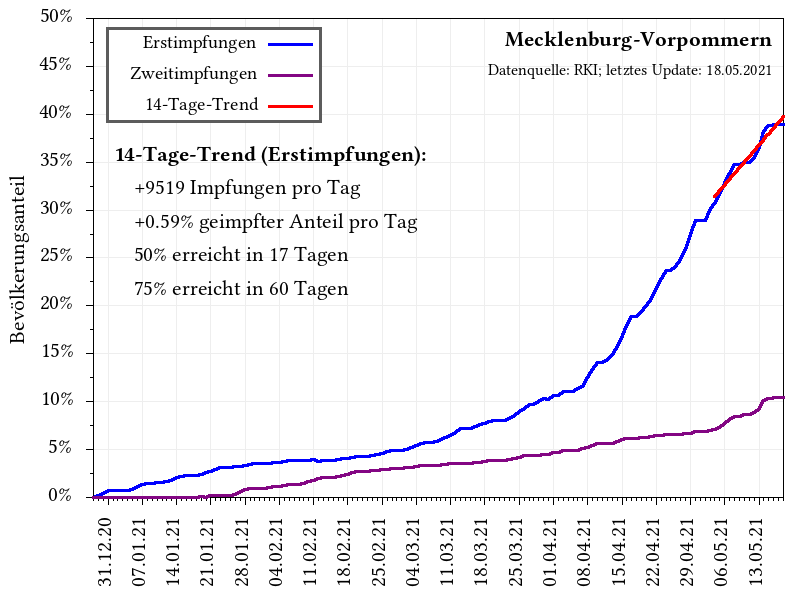 Mecklenburg-Vorpommern
Datenquelle: RKI; letztes Update: 18.05.2021
Erstimpfungen
Zweitimpfungen
14-Tage-Trend
14-Tage-Trend (Erstimpfungen):
+9519 Impfungen pro Tag
+0.59% geimpfter Anteil pro Tag
50% erreicht in 17 Tagen
75% erreicht in 60 Tagen
Bevölkerungsanteil
50%
45%
40%
35%
30%
25%
20%
15%
10%
5%
0%
31.12.20
07.01.21
14.01.21
21.01.21
28.01.21
04.02.21
11.02.21
18.02.21
25.02.21
04.03.21
11.03.21
18.03.21
25.03.21
01.04.21
08.04.21
15.04.21
22.04.21
29.04.21
06.05.21
13.05.21